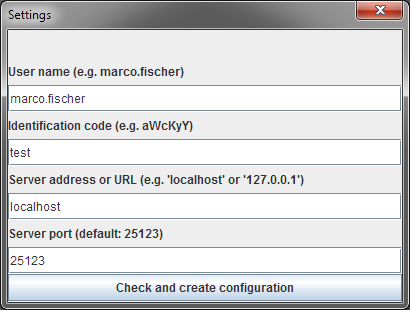 Settings
User name (e.g. marco.fischer)
marco.fischer
Identification code (e.g. aWcKyY)
test
Server address or URL (e.g. 'localhost' or '127.0.0.1')
localhost
Server port (default: 25123)
25123
Check and create configuration